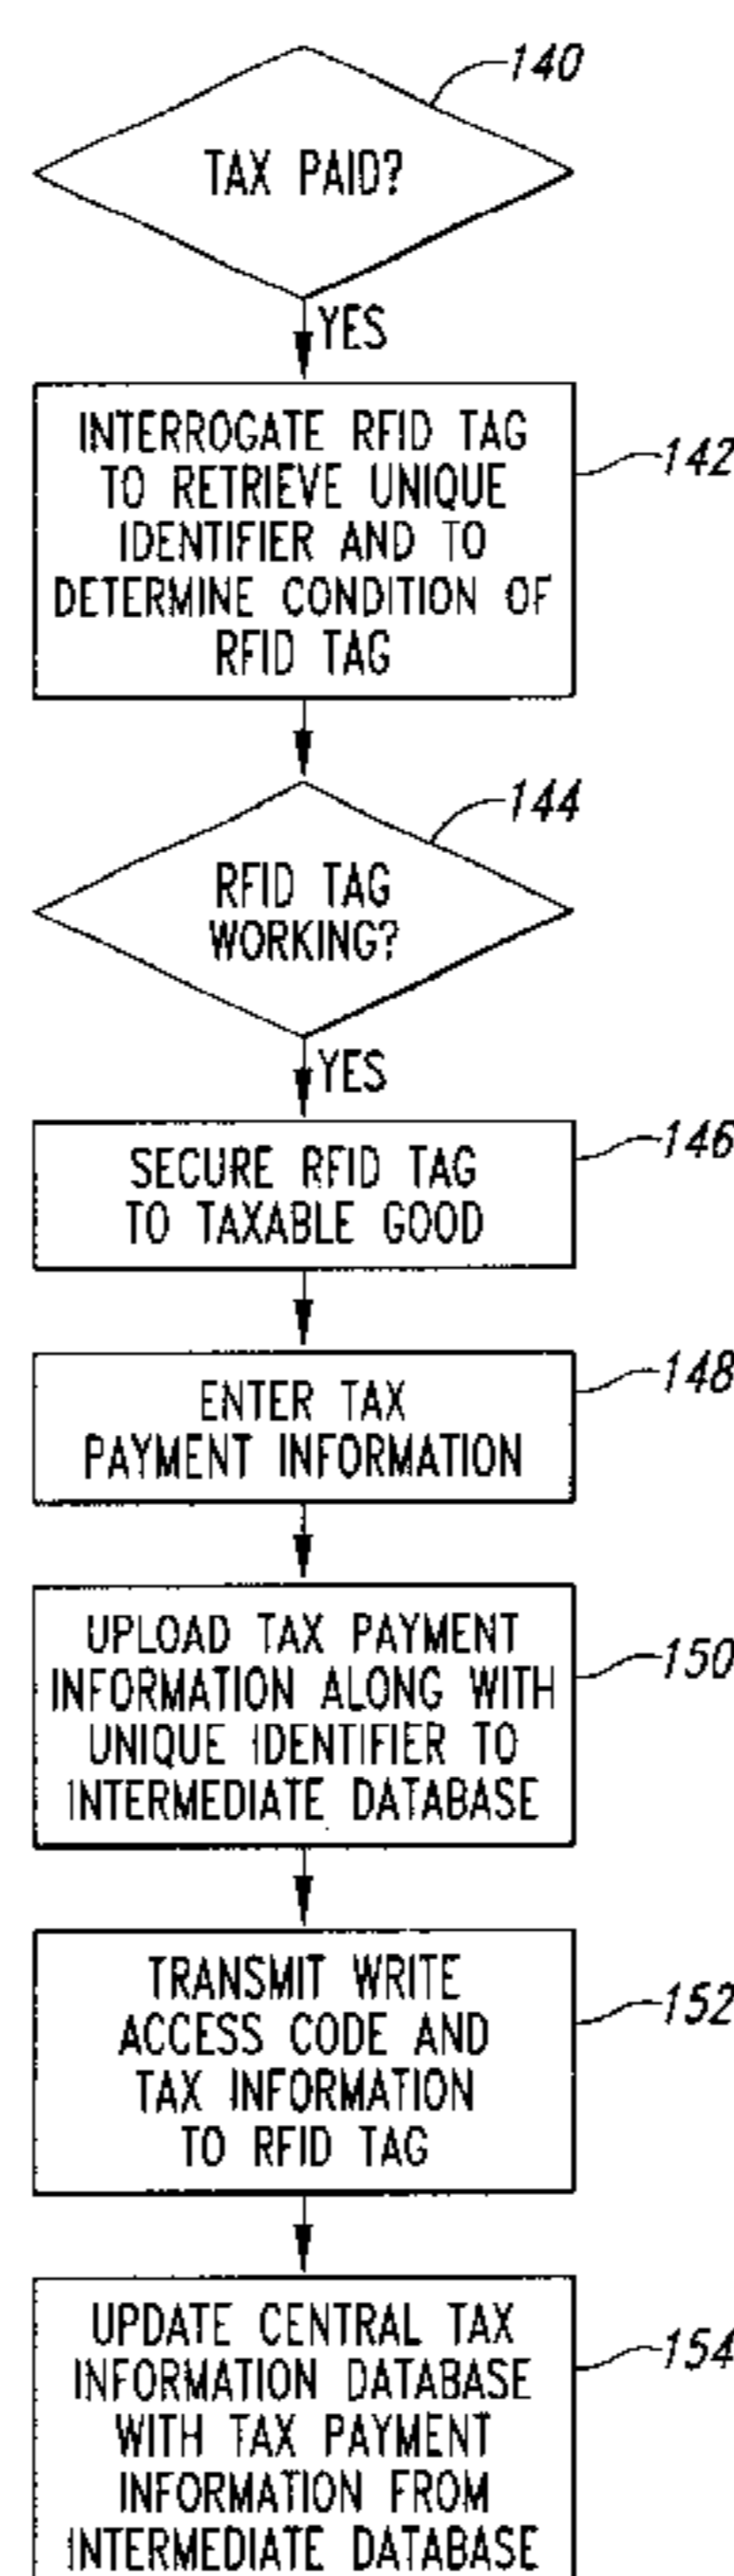 140
TAX PAID?
YES
INTERROGATE RFID TAG
TO RETRIEVE UNIQUE
IDENTIFIER AND TO
DETERMINE CONDITION OF
RFID TAG
142
144
RFID TAG
WORKING?
YES
SECURE RFID TAG
TO TAXABLE GOOD
146
ENTER TAX
PAYMENT INFORMATION
148
UPLOAD TAX PAYMENT
INFORMATION ALONG WITH
UNIQUE IDENTIFIER TO
INTERMEDIATE DATABASE
150
TRANSMIT WRITE
ACCESS CODE AND
TAX INFORMATION
TO RFID TAG
152
UPDATE CENTRAL TAX
INFORMATION DATABASE
WITH TAX PAYMENT
INFORMATION FROM
INTERMEDIATE DATABASE
154